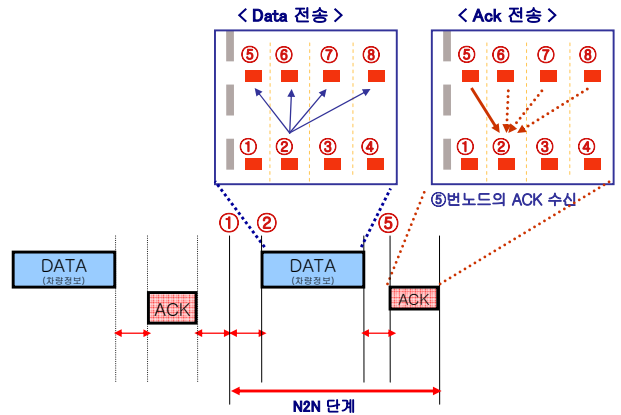 < Data 전송 >
< Ack 전송 >
⑤ ⑥ ⑦ ⑧
① ② ③ ④
⑤ ⑥ ⑦ ⑧
① ② ③ ④
⑤번노드의 ACK 수신
① ② ⑤
DATA
(차량정보)
ACK
DATA
(차량정보)
ACK
N2N 단계